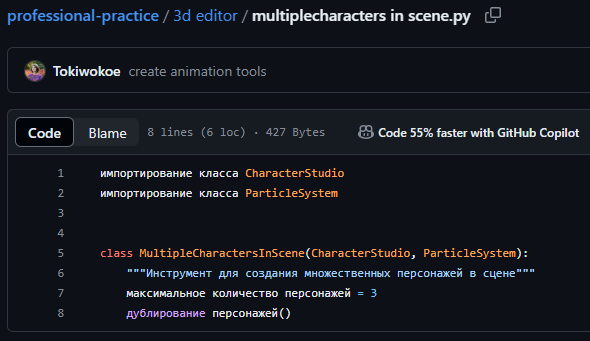 professional-practice / 3d editor / multiplecharacters in scene.py
Tokiwokoe create animation tools
Code Blame 8 lines (6 loc) · 427 Bytes Code 55% faster with GitHub Copilot
1 импортирование класса CharacterStudio
2 импортирование класса ParticleSystem
3
4
5 class MultipleCharactersInScene(CharacterStudio, ParticleSystem):
6 """Инструмент для создания множественных персонажей в сцене"""
7 максимальное количество персонажей = 3
8 дублирование персонажей()